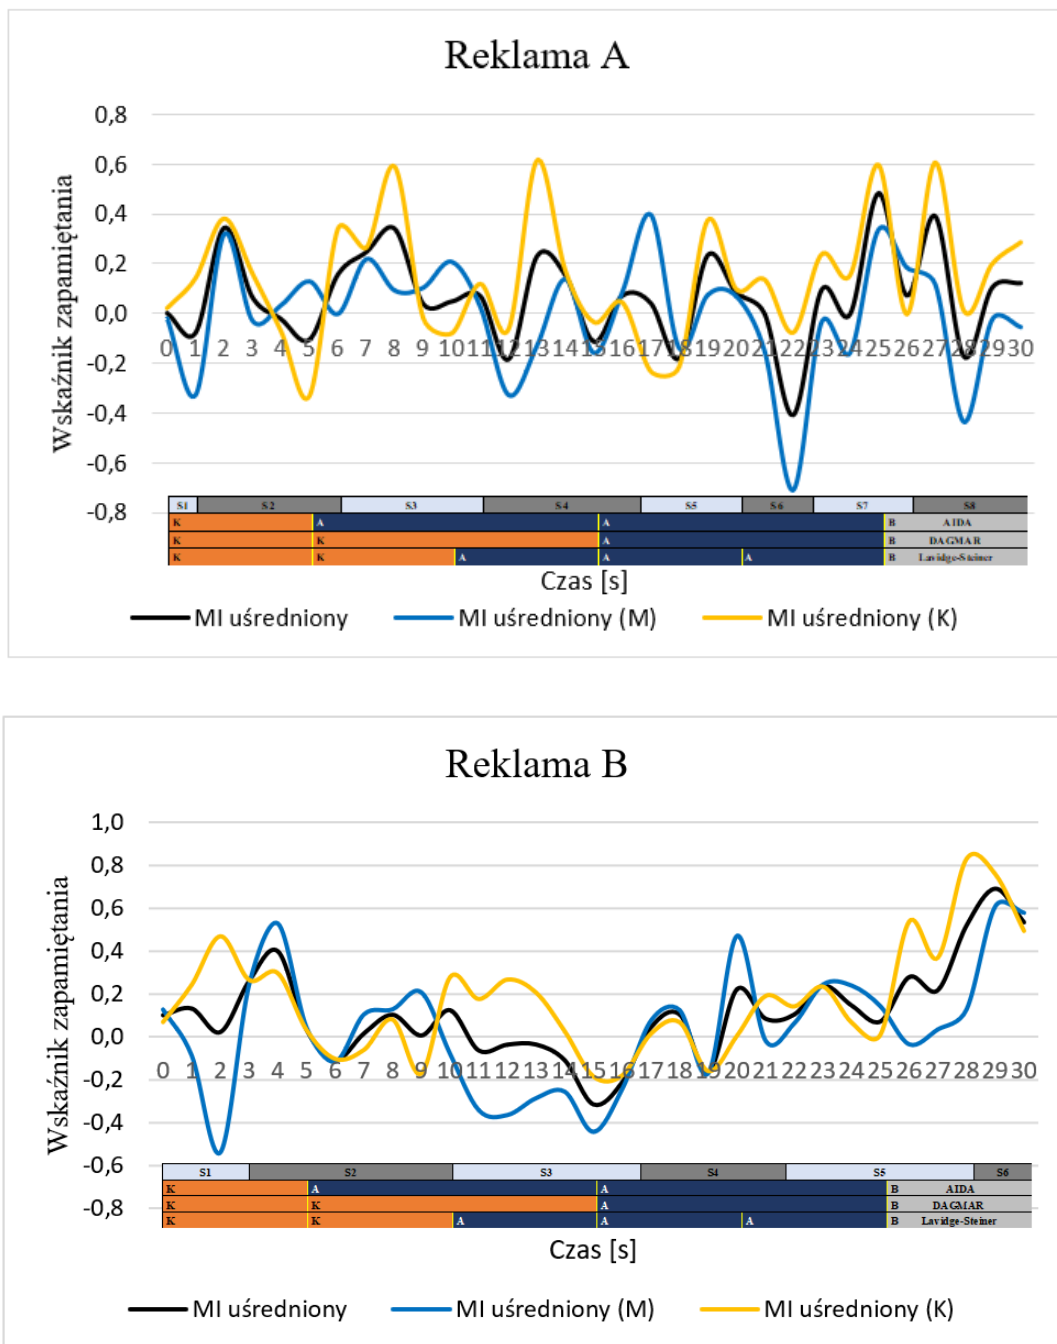 Reklama A
Wskaźnik zapamiętania
0,8
0,6
0,4
0,2
0,0
-0,2
-0,4
-0,6
-0,8
0 1 2 3 4 5 6 7 8 9 10 11 12 13 14 15 16 17 18 19 20 21 22 23 24 25 26 27 28 29 30
S1 S2 S3 S4 S5 S6 S7 S8
K A A B AIDA
K K A B DAGMAR
K K A A A B Lavidge-Steiner
Czas [s]
MI uśredniony MI uśredniony (M) MI uśredniony (K)
Reklama B
Wskaźnik zapamiętania
1,0
0,8
0,6
0,4
0,2
0,0
-0,2
-0,4
-0,6
-0,8
0 1 2 3 4 5 6 7 8 9 10 11 12 13 14 15 16 17 18 19 20 21 22 23 24 25 26 27 28 29 30
S1 S2 S3 S4 S5 S6
K A A B AIDA
K K A B DAGMAR
K K A A A B Lavidge-Steiner
Czas [s]
MI uśredniony MI uśredniony (M) MI uśredniony (K)